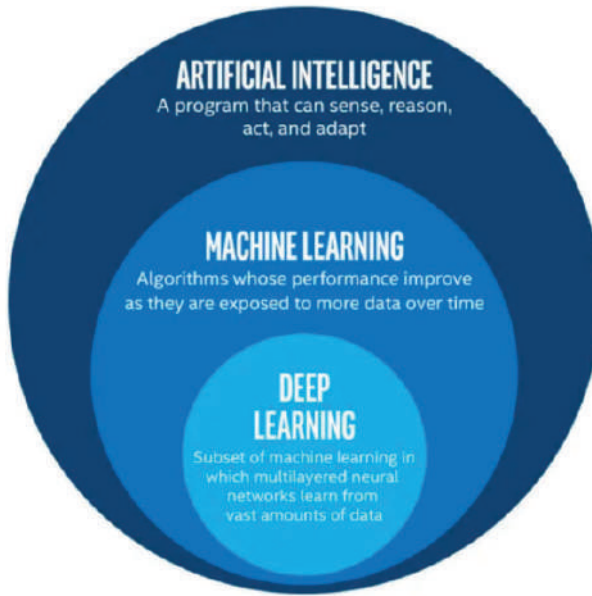 ARTIFICIAL INTELLIGENCE
A program that can sense, reason,
act, and adapt
MACHINE LEARNING
Algorithms whose performance improve
as they are exposed to more data over time
DEEP
LEARNING
Subset of machine learning in
which multilayered neural
networks learn from
vast amounts of data